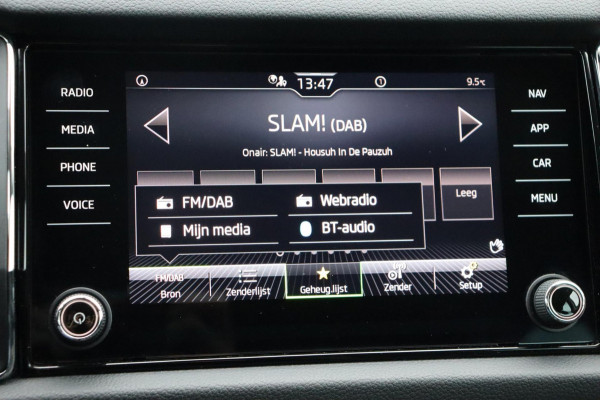 13:47
1
9.5°C
RADIO
MEDIA
PHONE
VOICE
NAV
APP
CAR
MENU
SLAM! (DAB)
Onair: SLAM! - Housuh In De Pauzuh
FM/DAB
Webradio
Mijn media
BT-audio
Leeg
FM/DAB
Bron
Zenderlijst
Geheug.lijst
Zender
Setup